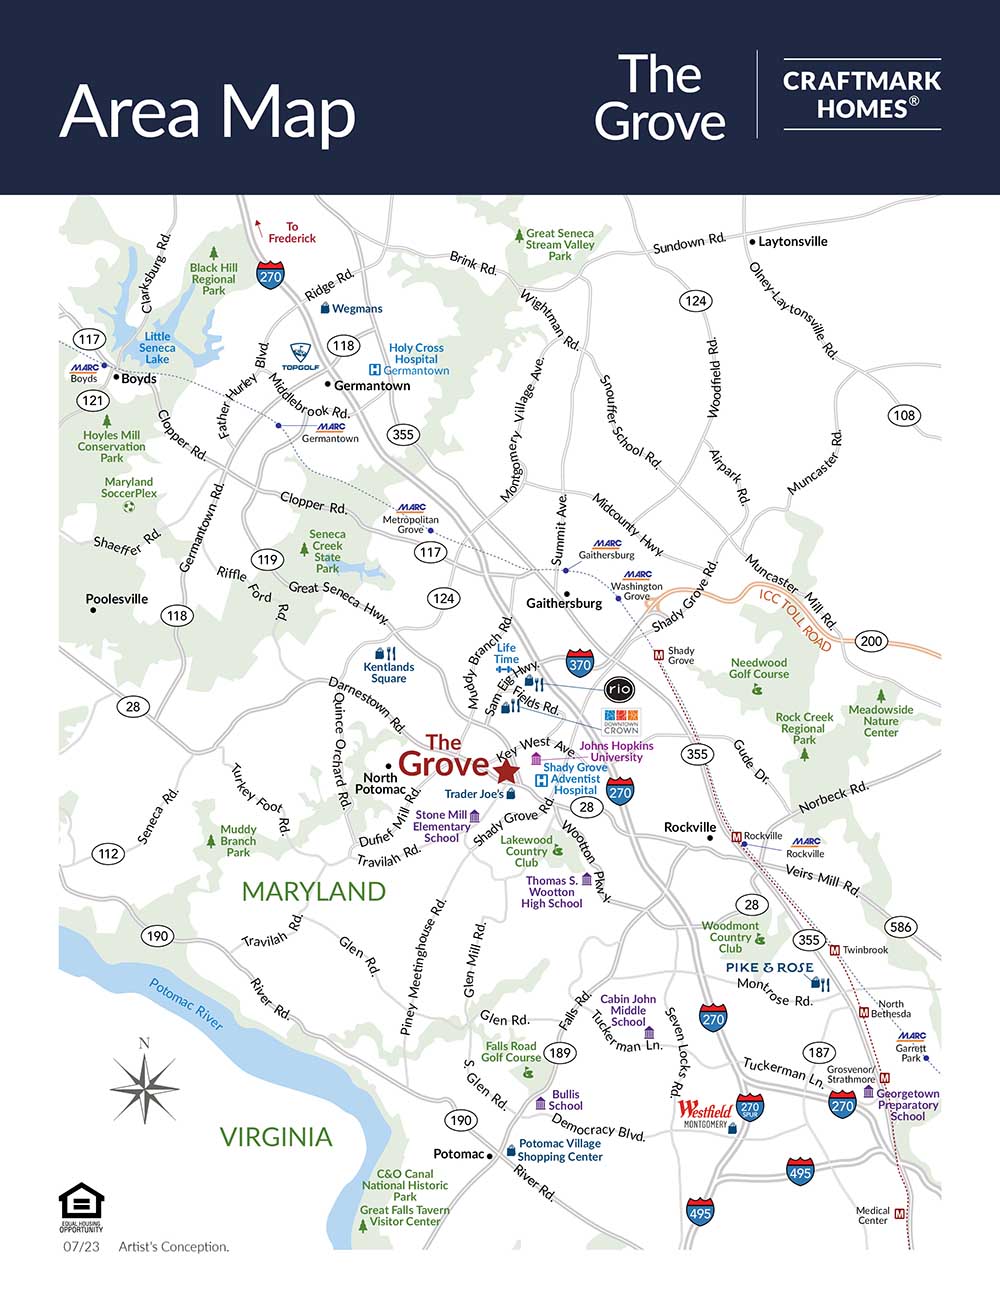 Area Map
The
Grove
CRAFTMARK
HOMES®
To
Frederick
270
Great Seneca
Stream Valley
Park
Sundown Rd.
Laytonsville
Clarksburg Rd.
Black Hill
Regional
Park
Ridge Rd.
Brink Rd.
Olney-Laytonsville Rd.
Wegmans
Wightman Rd.
124
117
Little
Seneca
Lake
118
TOPGOLF
Holy Cross
Hospital
H Germantown
Germantown
MARC
Boyds
Boyds
121
Father Hurley Blvd.
Middlebrook Rd.
MARC
Germantown
355
Montgomery Village Ave.
Snouffer School Rd.
Woodfield Rd.
108
Hoyles Mill
Conservation
Park
Clopper Rd.
Airpark Rd.
Muncaster Rd.
Maryland
SoccerPlex
Germantown Rd.
Clopper Rd.
MARC
Metropolitan
Grove
Summit Ave.
Midcounty Hwy.
Shaeffer Rd.
Seneca
Creek
State
Park
117
MARC
Gaithersburg
119
MARC
Washington
Grove
Muncaster Mill Rd.
Riffle Ford Rd.
Great Seneca Hwy.
124
Gaithersburg
Shady Grove Rd.
ICC TOLL ROAD
Poolesville
118
200
Muddy Branch Rd.
Life
Time
370
M Shady
Grove
Kentlands
Square
Sam Eig Hwy.
Fields Rd.
rio
Needwood
Golf Course
28
Darnestown Rd.
Quince Orchard Rd.
DOWNTOWN
CROWN
Meadowside
Nature
Center
Rock Creek
Regional
Park
The
Grove
Key West Ave
Johns Hopkins
University
355
Gude Dr.
North
Potomac
Shady Grove
H Adventist
Hospital
Trader Joe's
270
Turkey Foot Rd.
Seneca Rd.
Dufief Mill Rd.
Stone Mill
Elementary
School
Shady Grove Rd.
28
Norbeck Rd.
Rockville
M Rockville
MARC
Rockville
Muddy
Branch
Park
112
Travilah Rd.
Lakewood
Country
Club
Wootton Pkwy.
Veirs Mill Rd.
MARYLAND
Thomas S.
Wootton
High School
28
586
190
Travilah Rd.
Glen Rd.
Piney Meetinghouse Rd.
Glen Mill Rd.
Woodmont
Country
Club
355
M Twinbrook
PIKE & ROSE
Montrose Rd.
River Rd.
Potomac River
Glen Rd.
Falls Rd.
Cabin John
Middle
School
Tuckerman Ln.
Seven Locks Rd.
270
M North
Bethesda
MARC
Garrett
Park
N
Falls Road
Golf Course
189
187
Tuckerman Ln.
Grosvenor/
Strathmore M
S. Glen Rd.
Bullis
School
Georgetown
Preparatory
School
Westfield
MONTGOMERY
270
SPUR
270
190
Democracy Blvd.
VIRGINIA
Potomac
Potomac Village
Shopping Center
River Rd.
495
C&O Canal
National Historic
Park
Great Falls Tavern
Visitor Center
495
Medical
Center M
EQUAL HOUSING
OPPORTUNITY
07/23 Artist's Conception.